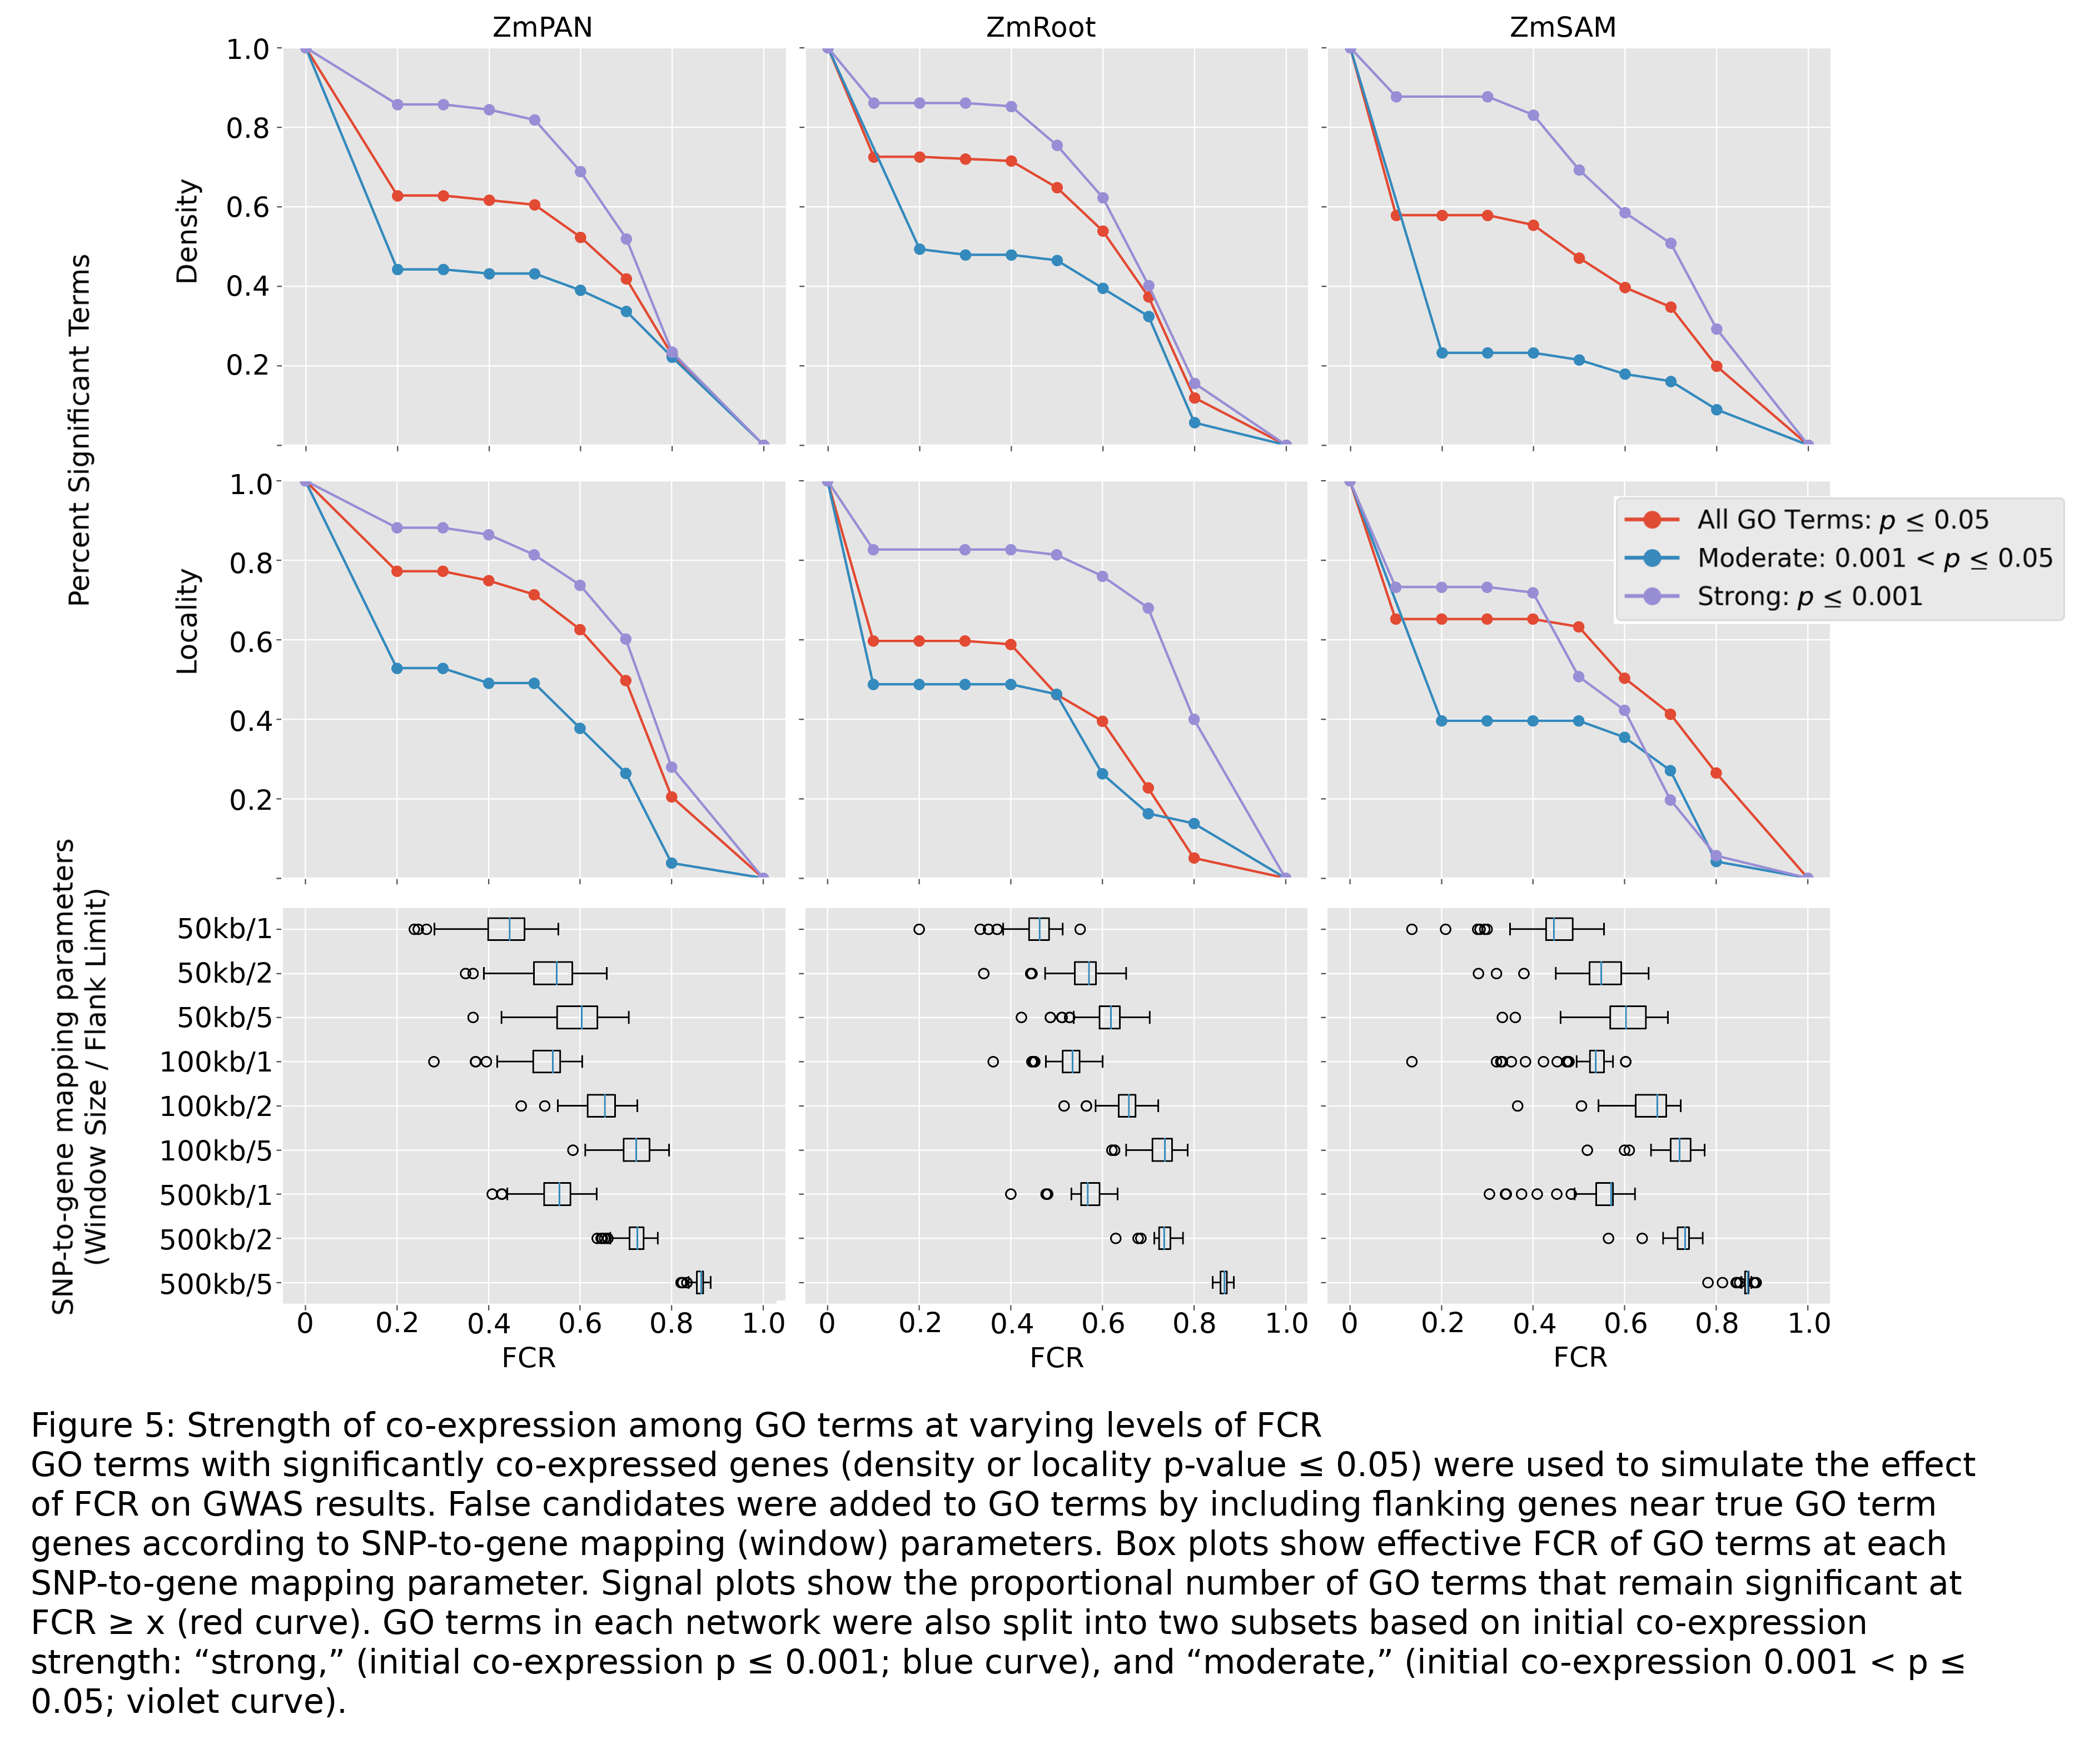 ZmPAN
ZmRoot
ZmSAM
Percent Significant Terms
Density
1.0
0.8
0.6
0.4
0.2
Locality
1.0
0.8
0.6
0.4
0.2
All GO Terms: p ≤ 0.05
Moderate: 0.001 < p ≤ 0.05
Strong: p ≤ 0.001
SNP-to-gene mapping parameters
(Window Size / Flank Limit)
50kb/1
50kb/2
50kb/5
100kb/1
100kb/2
100kb/5
500kb/1
500kb/2
500kb/5
0 0.2 0.4 0.6 0.8 1.0
0 0.2 0.4 0.6 0.8 1.0
0 0.2 0.4 0.6 0.8 1.0
FCR
FCR
FCR
Figure 5: Strength of co-expression among GO terms at varying levels of FCR
GO terms with significantly co-expressed genes (density or locality p-value ≤ 0.05) were used to simulate the effect
of FCR on GWAS results. False candidates were added to GO terms by including flanking genes near true GO term
genes according to SNP-to-gene mapping (window) parameters. Box plots show effective FCR of GO terms at each
SNP-to-gene mapping parameter. Signal plots show the proportional number of GO terms that remain significant at
FCR ≥ x (red curve). GO terms in each network were also split into two subsets based on initial co-expression
strength: “strong,” (initial co-expression p ≤ 0.001; blue curve), and “moderate,” (initial co-expression 0.001 < p ≤
0.05; violet curve).